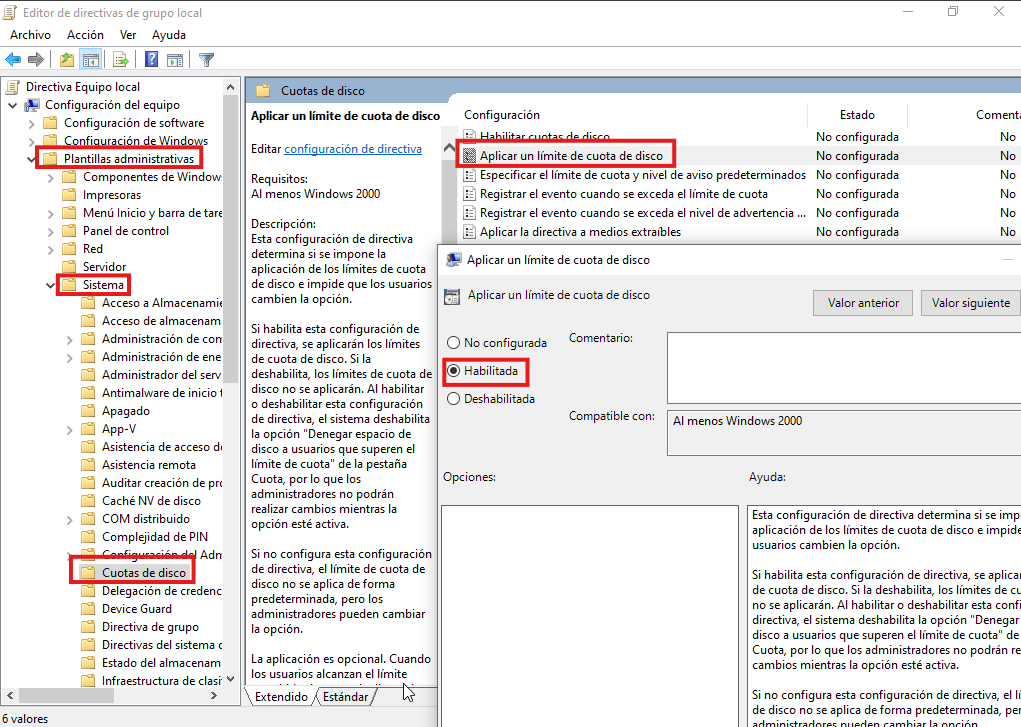 Editor de directivas de grupo local
Archivo Acción Ver Ayuda
Directiva Equipo local
Configuración del equipo
Configuración de software
Configuración de Windows
Plantillas administrativas
Componentes de Window
Impresoras
Menú Inicio y barra de tare
Panel de control
Red
Servidor
Sistema
Acceso a Almacenamie
Acceso de almacenam
Administración de com
Administración de ene
Administrador del serv
Antimalware de inicio t
Apagado
App-V
Asistencia de acceso de
Asistencia remota
Auditar creación de pro
Caché NV de disco
COM distribuido
Complejidad de PIN
Configuración del Adm
Cuotas de disco
Delegación de credenc
Device Guard
Directiva de grupo
Directivas del sistema d
Estado del almacenam
Infraestructura de clasi
6 valores
Cuotas de disco
Aplicar un límite de cuota de disco
Editar configuración de directiva
Requisitos:
Al menos Windows 2000
Descripción:
Esta configuración de directiva
determina si se impone la
aplicación de los límites de cuota
de disco e impide que los usuarios
cambien la opción.
Si habilita esta configuración de
directiva, se aplicarán los límites
de cuota de disco. Si la
deshabilita, los límites de cuota de
disco no se aplicarán. Al habilitar
o deshabilitar esta configuración
de directiva, el sistema deshabilita
la opción "Denegar espacio de
disco a usuarios que superen el
límite de cuota" de la pestaña
Cuota, por lo que los
administradores no podrán
realizar cambios mientras la
opción esté activa.
Si no configura esta configuración
de directiva, el límite de cuota de
disco no se aplica de forma
predeterminada, pero los
administradores pueden cambiar
la opción.
La aplicación es opcional. Cuando
los usuarios alcanzan el límite
Extendido Estándar
Configuración Estado Comenta
Habilitar cuotas de disco No configurada No
Aplicar un límite de cuota de disco No configurada No
Especificar el límite de cuota y nivel de aviso predeterminados No configurada No
Registrar el evento cuando se exceda el límite de cuota No configurada No
Registrar el evento cuando se exceda el nivel de advertencia ... No configurada No
Aplicar la directiva a medios extraíbles No configurada No
Aplicar un límite de cuota de disco
Aplicar un límite de cuota de disco
Valor anterior Valor siguiente
No configurada
Habilitada
Deshabilitada
Comentario:
Compatible con:
Al menos Windows 2000
Opciones:
Ayuda:
Esta configuración de directiva determina si se imp
aplicación de los límites de cuota de disco e impide
usuarios cambien la opción.
Si habilita esta configuración de directiva, se aplicar
de cuota de disco. Si la deshabilita, los límites de cu
no se aplicarán. Al habilitar o deshabilitar esta confi
directiva, el sistema deshabilita la opción "Denegar
disco a usuarios que superen el límite de cuota" de
Cuota, por lo que los administradores no podrán re
cambios mientras la opción esté activa.
Si no configura esta configuración de directiva, el lí
de disco no se aplica de forma predeterminada, per
administradores pueden cambiar la opción.